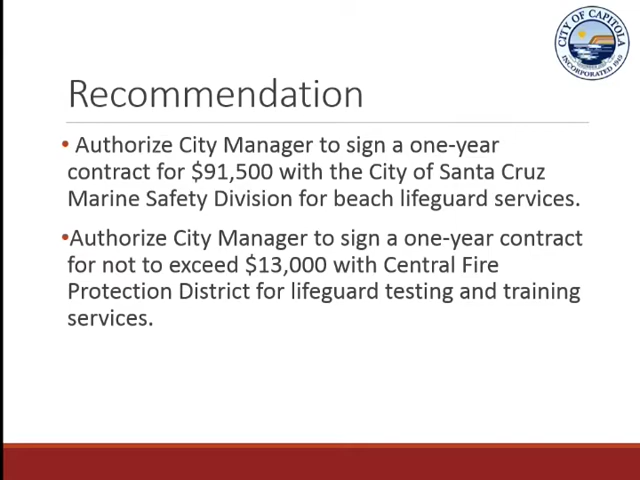 CITY OF CAPITOLA
INCORPORATED 1949
Recommendation
• Authorize City Manager to sign a one-year
contract for $91,500 with the City of Santa Cruz
Marine Safety Division for beach lifeguard services.
•Authorize City Manager to sign a one-year contract
for not to exceed $13,000 with Central Fire
Protection District for lifeguard testing and training
services.